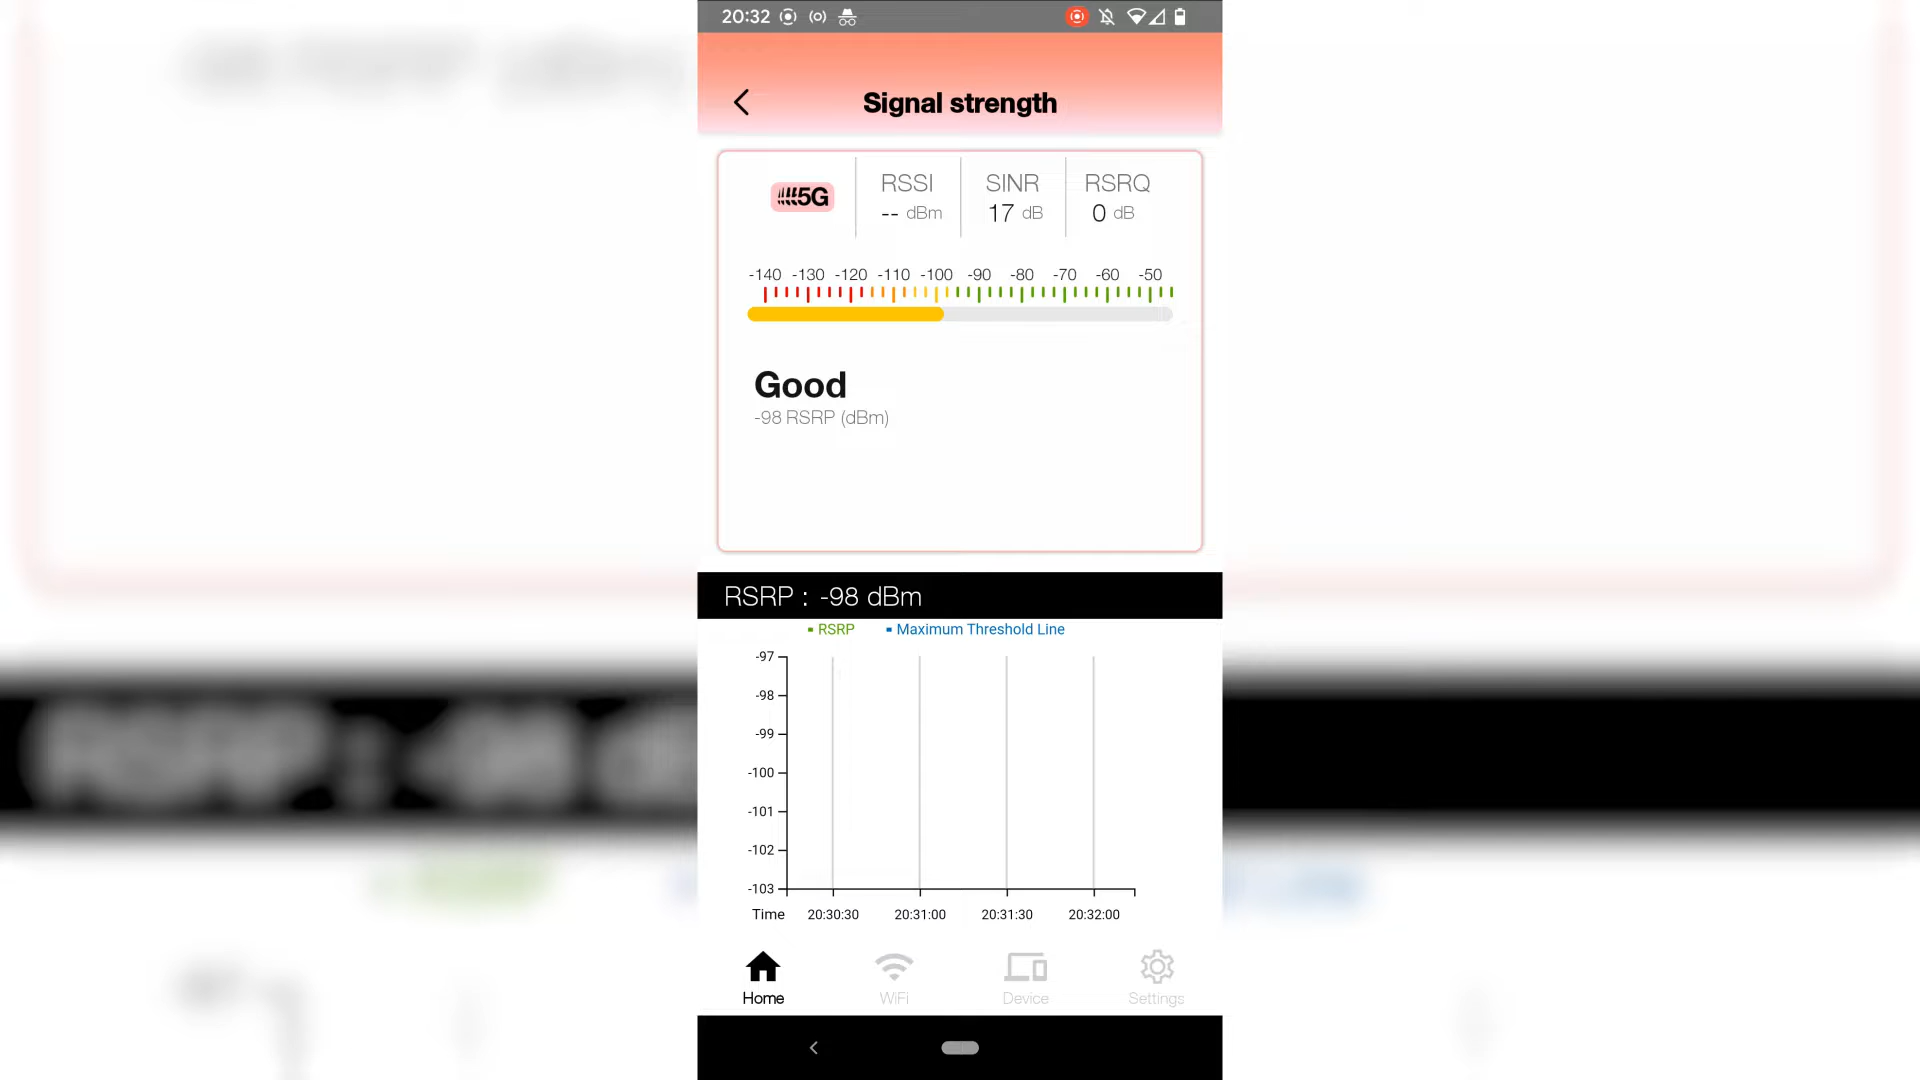 20:32
Signal strength
5G
RSSI
-- dBm
SINR
17 dB
RSRQ
0 dB
-140 -130 -120 -110 -100 -90 -80 -70 -60 -50
Good
-98 RSRP (dBm)
RSRP : -98 dBm
RSRP Maximum Threshold Line
-97
-98
-99
-100
-101
-102
-103
Time 20:30:30 20:31:00 20:31:30 20:32:00
Home WiFi Device Settings